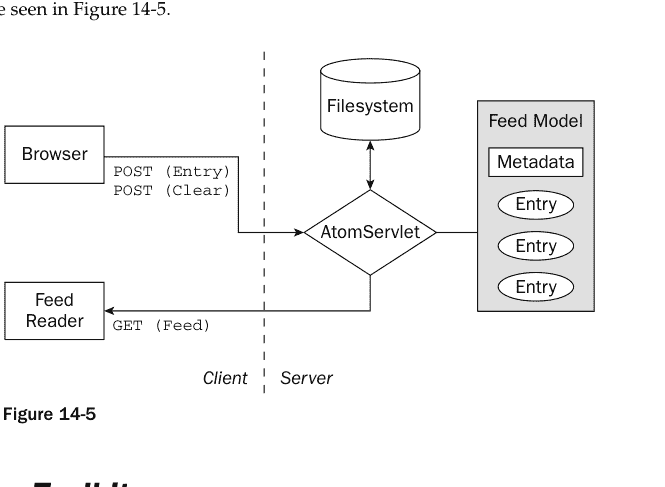 e seen in Figure 14-5.
Filesystem
Feed Model
Browser
Metadata
POST (Entry)
POST (Clear)
Entry
AtomServlet
Entry
Entry
Feed
Reader
GET (Feed)
Client
Server
Figure 14-5